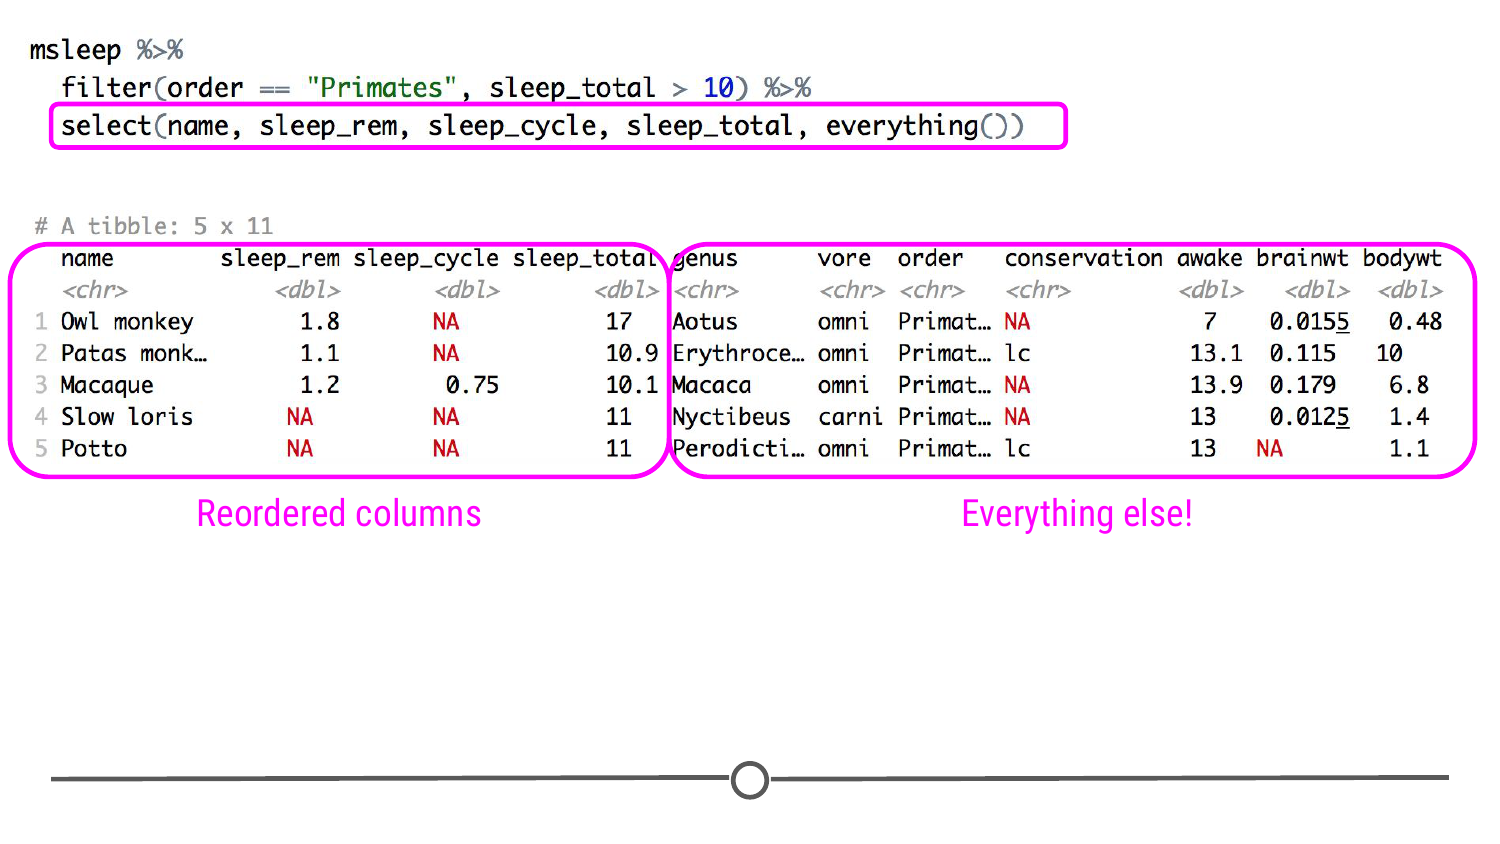 msleep %>%
filter(order == "Primates", sleep_total > 10) %>%
select(name, sleep_rem, sleep_cycle, sleep_total, everything())
# A tibble: 5 x 11
name sleep_rem sleep_cycle sleep_total genus vore order conservation awake brainwt bodywt
<chr> <dbl> <dbl> <dbl> <chr> <chr> <chr> <chr> <dbl> <dbl> <dbl>
1 Owl monkey 1.8 NA 17 Aotus omni Primat… NA 7 0.0155 0.48
2 Patas monk… 1.1 NA 10.9 Erythroce… omni Primat… lc 13.1 0.115 10
3 Macaque 1.2 0.75 10.1 Macaca omni Primat… NA 13.9 0.179 6.8
4 Slow loris NA NA 11 Nyctibeus carni Primat… NA 13 0.0125 1.4
5 Potto NA NA 11 Perodicti… omni Primat… lc 13 NA 1.1
Reordered columns
Everything else!